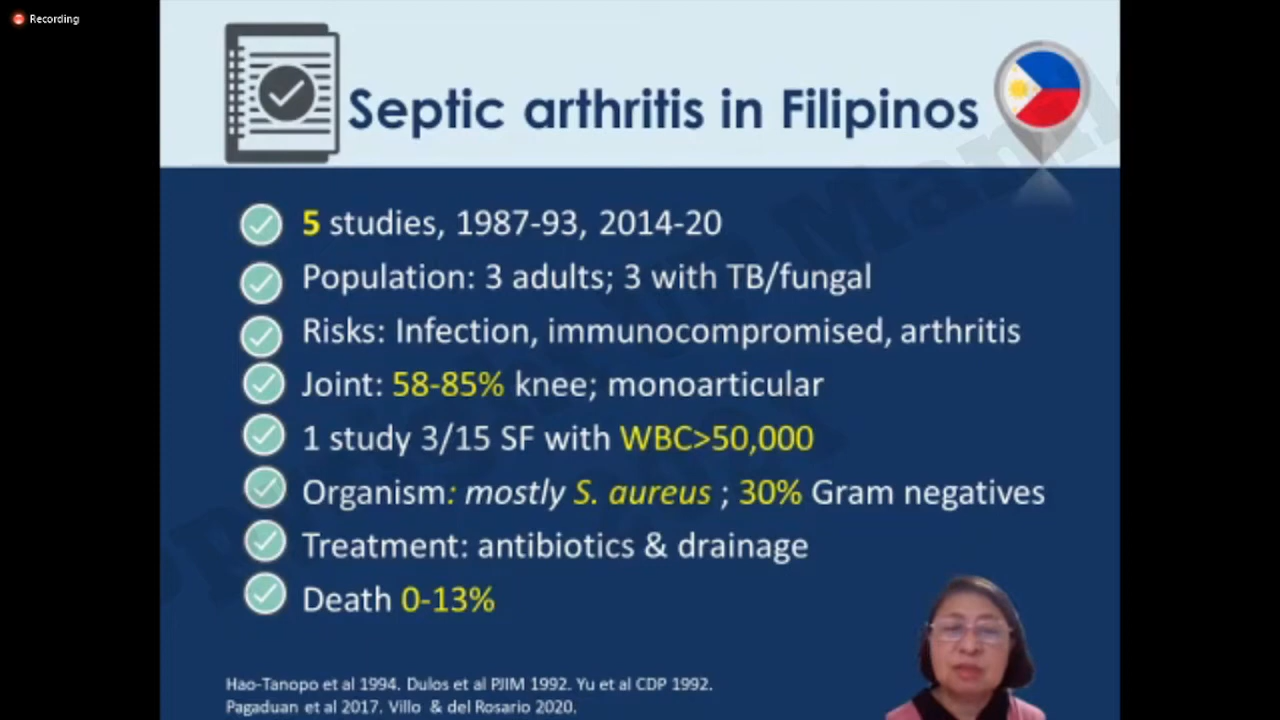 Recording
Septic arthritis in Filipinos
5 studies, 1987-93, 2014-20
Population: 3 adults; 3 with TB/fungal
Risks: Infection, immunocompromised, arthritis
Joint: 58-85% knee; monoarticular
1 study 3/15 SF with WBC>50,000
Organism: mostly S. aureus ; 30% Gram negatives
Treatment: antibiotics & drainage
Death 0-13%
Hao-Tanopo et al 1994. Dulos et al PJIM 1992. Yu et al CDP 1992.
Pagaduan et al 2017. Villo & del Rosario 2020.